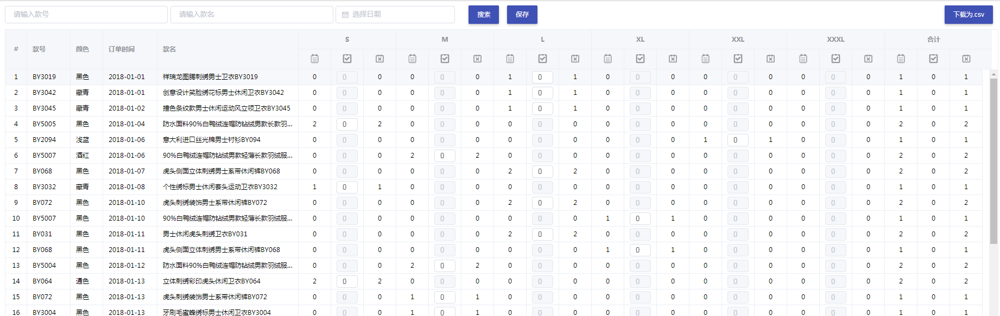 请输入款号 请输入款名 选择日期 搜索 保存 下载为.csv
# 款号 颜色 订单时间 款名 S M L XL XXL XXXL 合计
1 BY3019 黑色 2018-01-01 祥瑞龙图腾刺绣男士卫衣BY3019 0 0 0 0 0 0 1 0 1 0 0 0 0 0 0 0 0 0 1 0 1
2 BY3042 藏青 2018-01-01 创意设计笑脸绣花标男士休闲卫衣BY3042 0 0 0 0 0 0 1 0 1 0 0 0 0 0 0 0 0 0 1 0 1
3 BY3045 藏青 2018-01-02 撞色条纹款男士休闲运动风立领卫衣BY3045 0 0 0 0 0 0 1 0 1 0 0 0 0 0 0 0 0 0 1 0 1
4 BY5005 黑色 2018-01-04 防水面料90%白鸭绒连帽防钻绒男款长款羽... 2 0 2 0 0 0 0 0 0 0 0 0 0 0 0 0 0 0 2 0 2
5 BY2094 浅蓝 2018-01-06 意大利进口丝光棉男士衬衫BY094 0 0 0 0 0 0 0 0 0 0 0 0 1 0 1 0 0 0 1 0 1
6 BY5007 酒红 2018-01-06 90%白鸭绒连帽防钻绒男款轻薄长款羽绒服... 0 0 0 2 0 2 0 0 0 0 0 0 0 0 0 0 0 0 2 0 2
7 BY068 黑色 2018-01-07 虎头侧面立体刺绣男士系带休闲裤BY068 0 0 0 0 0 0 2 0 2 0 0 0 0 0 0 0 0 0 2 0 2
8 BY3032 藏青 2018-01-08 个性绣标男士休闲套头运动卫衣BY3032 1 0 1 0 0 0 0 0 0 0 0 0 0 0 0 0 0 0 1 0 1
9 BY072 黑色 2018-01-10 虎头刺绣装饰男士系带休闲裤BY072 0 0 0 0 0 0 2 0 2 0 0 0 0 0 0 0 0 0 2 0 2
10 BY5007 黑色 2018-01-10 90%白鸭绒连帽防钻绒男款轻薄长款羽绒服... 0 0 0 0 0 0 0 0 0 1 0 1 0 0 0 0 0 0 1 0 1
11 BY031 黑色 2018-01-11 男士休闲虎头刺绣卫衣BY031 0 0 0 0 0 0 2 0 2 0 0 0 0 0 0 0 0 0 2 0 2
12 BY068 黑色 2018-01-11 虎头侧面立体刺绣男士系带休闲裤BY068 0 0 0 0 0 0 0 0 0 1 0 1 0 0 0 0 0 0 1 0 1
13 BY5004 黑色 2018-01-12 防水面料90%白鸭绒连帽防钻绒男款羽绒服... 0 0 0 2 0 2 0 0 0 0 0 0 0 0 0 0 0 0 2 0 2
14 BY064 通色 2018-01-13 立体刺绣彩印虎头休闲卫衣BY064 2 0 2 0 0 0 0 0 0 0 0 0 0 0 0 0 0 0 2 0 2
15 BY072 黑色 2018-01-13 虎头刺绣装饰男士系带休闲裤BY072 0 0 0 1 0 1 0 0 0 0 0 0 0 0 0 0 0 0 1 0 1
16 BY3004 黑色 2018-01-13 牙刷毛蜜蜂绣标男士休闲卫衣BY3004 0 0 0 1 0 1 0 0 0 0 0 0 0 0 0 0 0 0 1 0 1